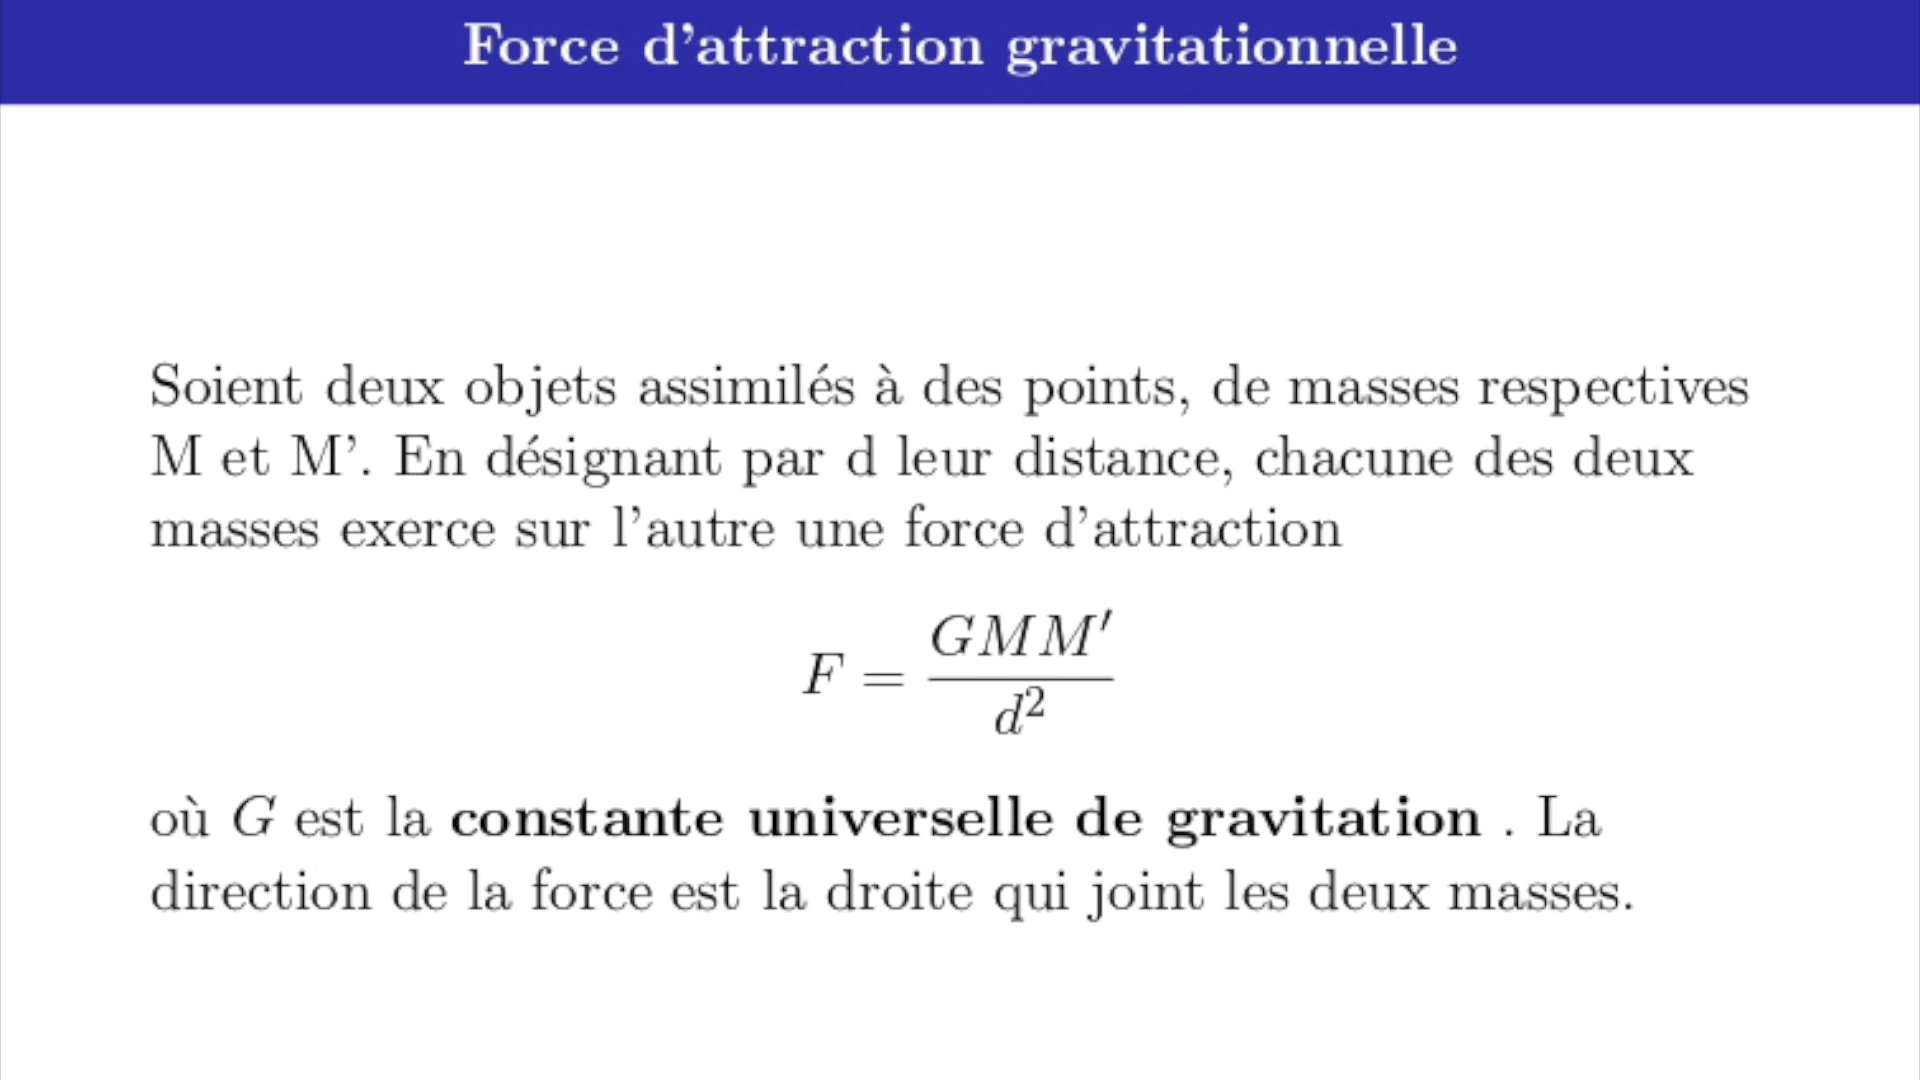 Force d'attraction gravitationnelle
Soient deux objets assimilés à des points, de masses respectives
M et M'. En désignant par d leur distance, chacune des deux
masses exerce sur l'autre une force d'attraction
F = \frac{GMM'}{d^2}
où G est la constante universelle de gravitation . La
direction de la force est la droite qui joint les deux masses.